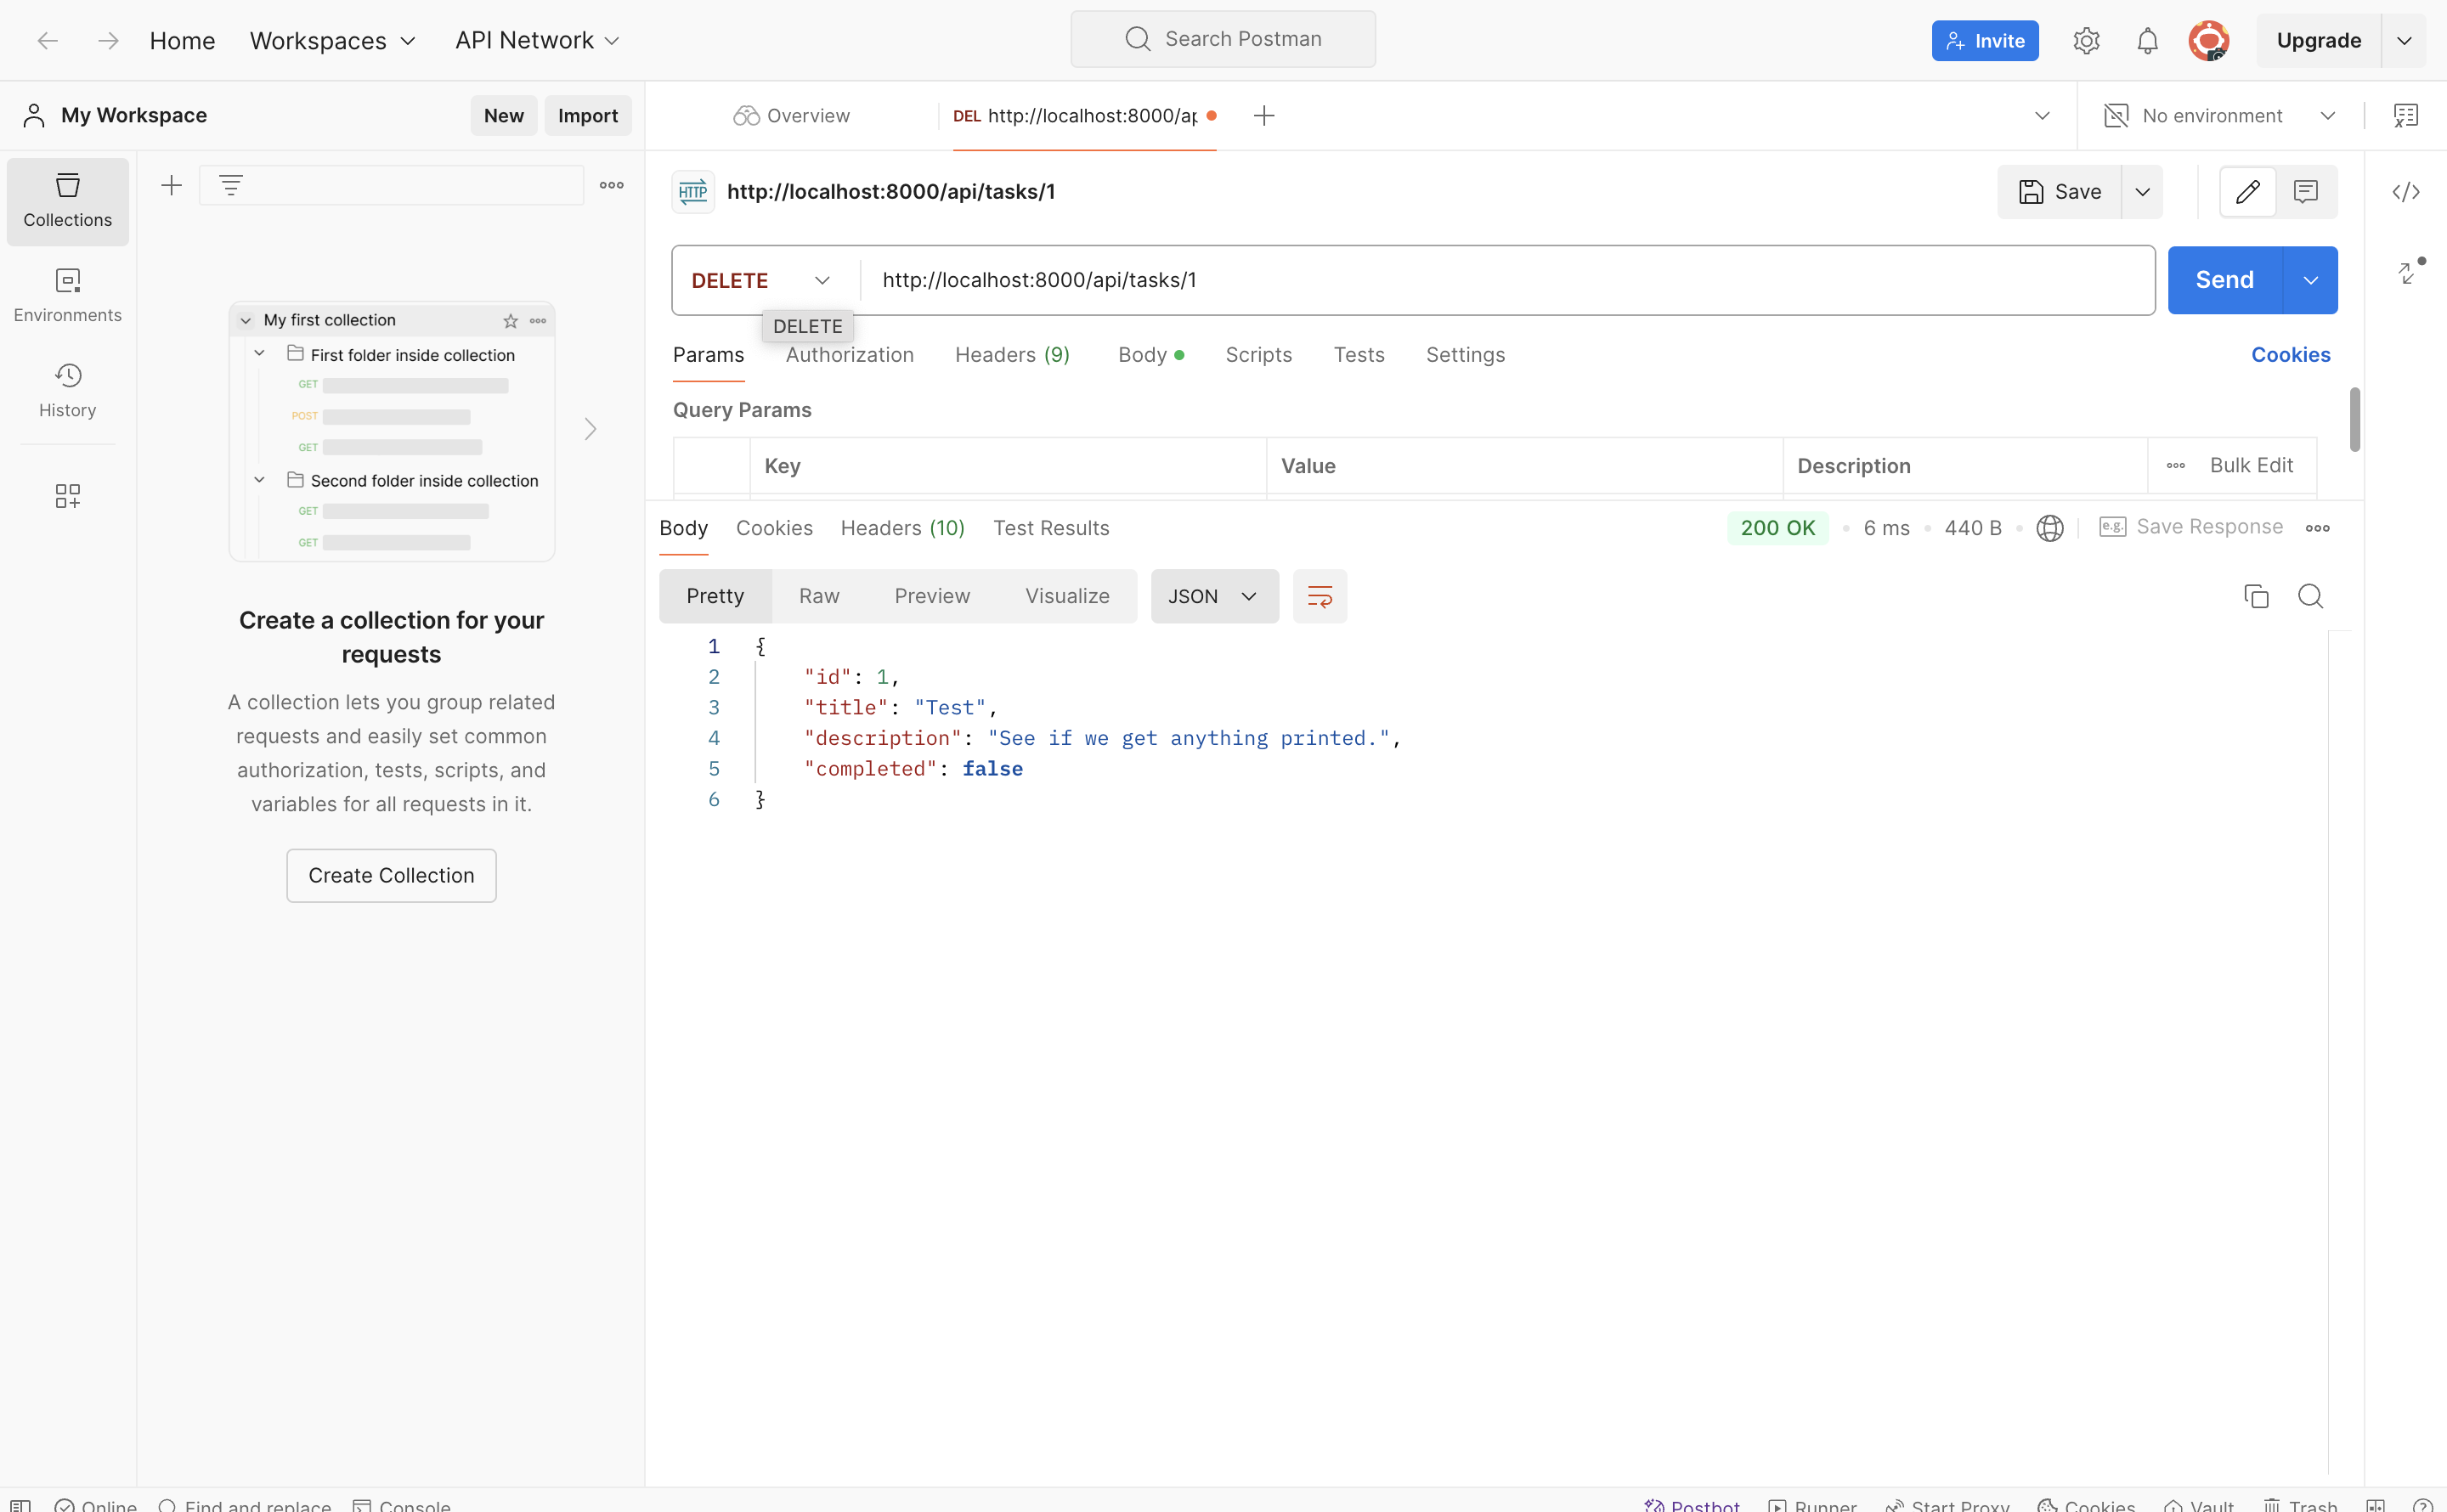 Home
Workspaces
API Network
Search Postman
Invite
Upgrade
My Workspace
New
Import
Overview
DEL http://localhost:8000/ap
No environment
Collections
Environments
History
My first collection
First folder inside collection
GET
POST
GET
Second folder inside collection
GET
GET
Create a collection for your
requests
A collection lets you group related
requests and easily set common
authorization, tests, scripts, and
variables for all requests in it.
Create Collection
HTTP
http://localhost:8000/api/tasks/1
Save
DELETE
http://localhost:8000/api/tasks/1
Send
DELETE
Params
Authorization
Headers (9)
Body
Scripts
Tests
Settings
Cookies
Query Params
Key
Value
Description
Bulk Edit
Body
Cookies
Headers (10)
Test Results
200 OK
6 ms
440 B
e.g.
Save Response
Pretty
Raw
Preview
Visualize
JSON
1 {
2 "id": 1,
3 "title": "Test",
4 "description": "See if we get anything printed.",
5 "completed": false
6 }
Online
Find and replace
Console
Postbot
Runner
Start Proxy
Cookies
Vault
Trash